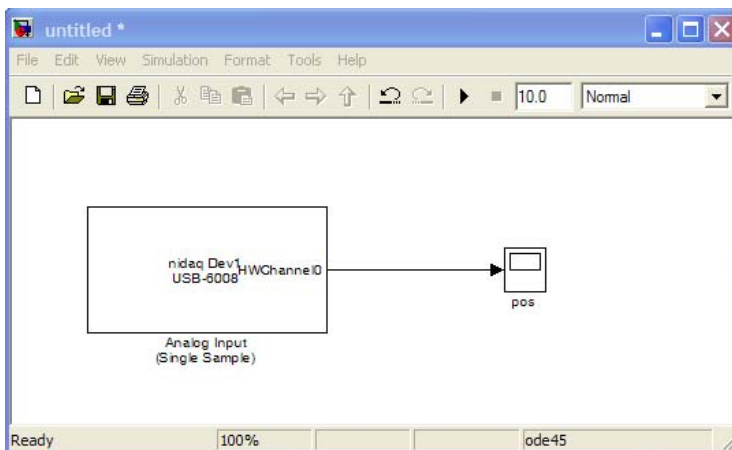 untitled *
File Edit View Simulation Format Tools Help
10.0 Normal
nidaq Dev1
USB-6008
HWChannel0
Analog Input
(Single Sample)
pos
Ready 100% ode45